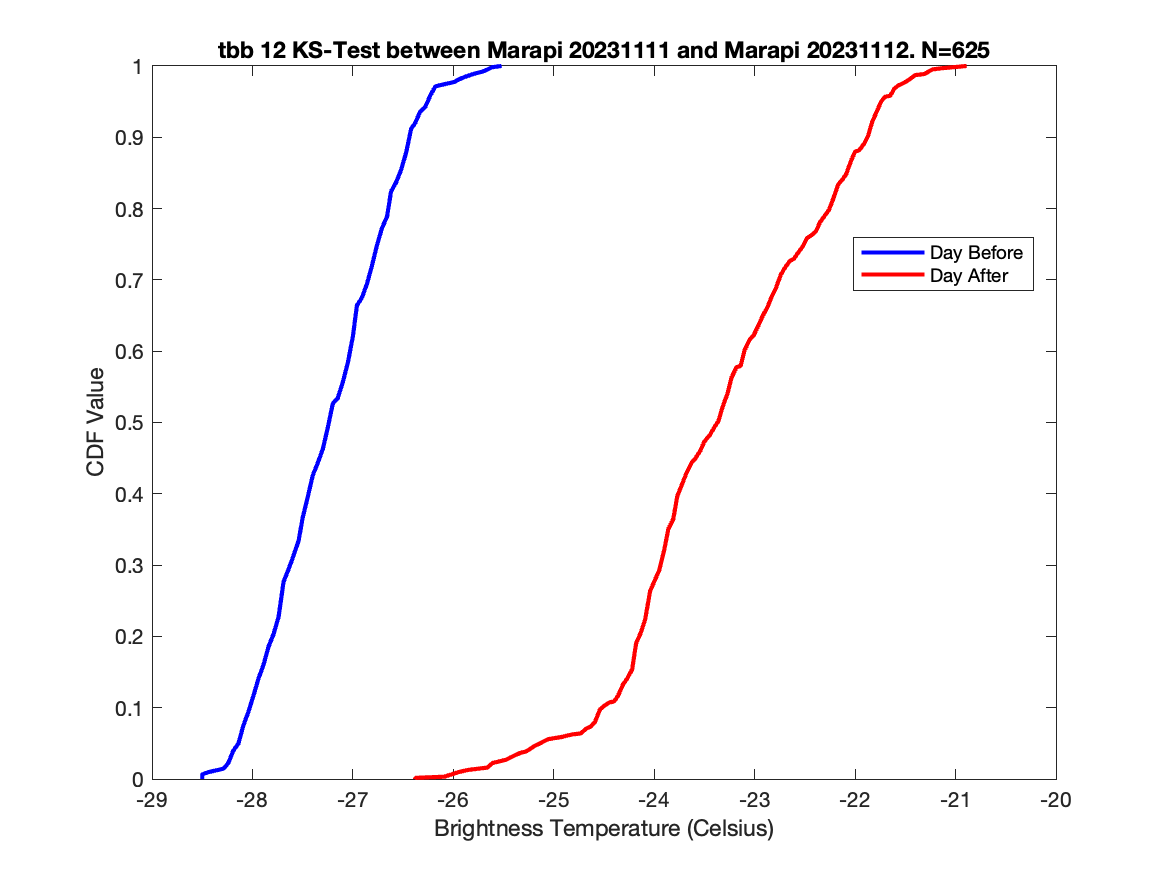 tbb 12 KS-Test between Marapi 20231111 and Marapi 20231112. N=625
1
0.9
0.8
0.7
0.6
0.5
0.4
0.3
0.2
0.1
0
CDF Value
Day Before
Day After
-29 -28 -27 -26 -25 -24 -23 -22 -21 -20
Brightness Temperature (Celsius)